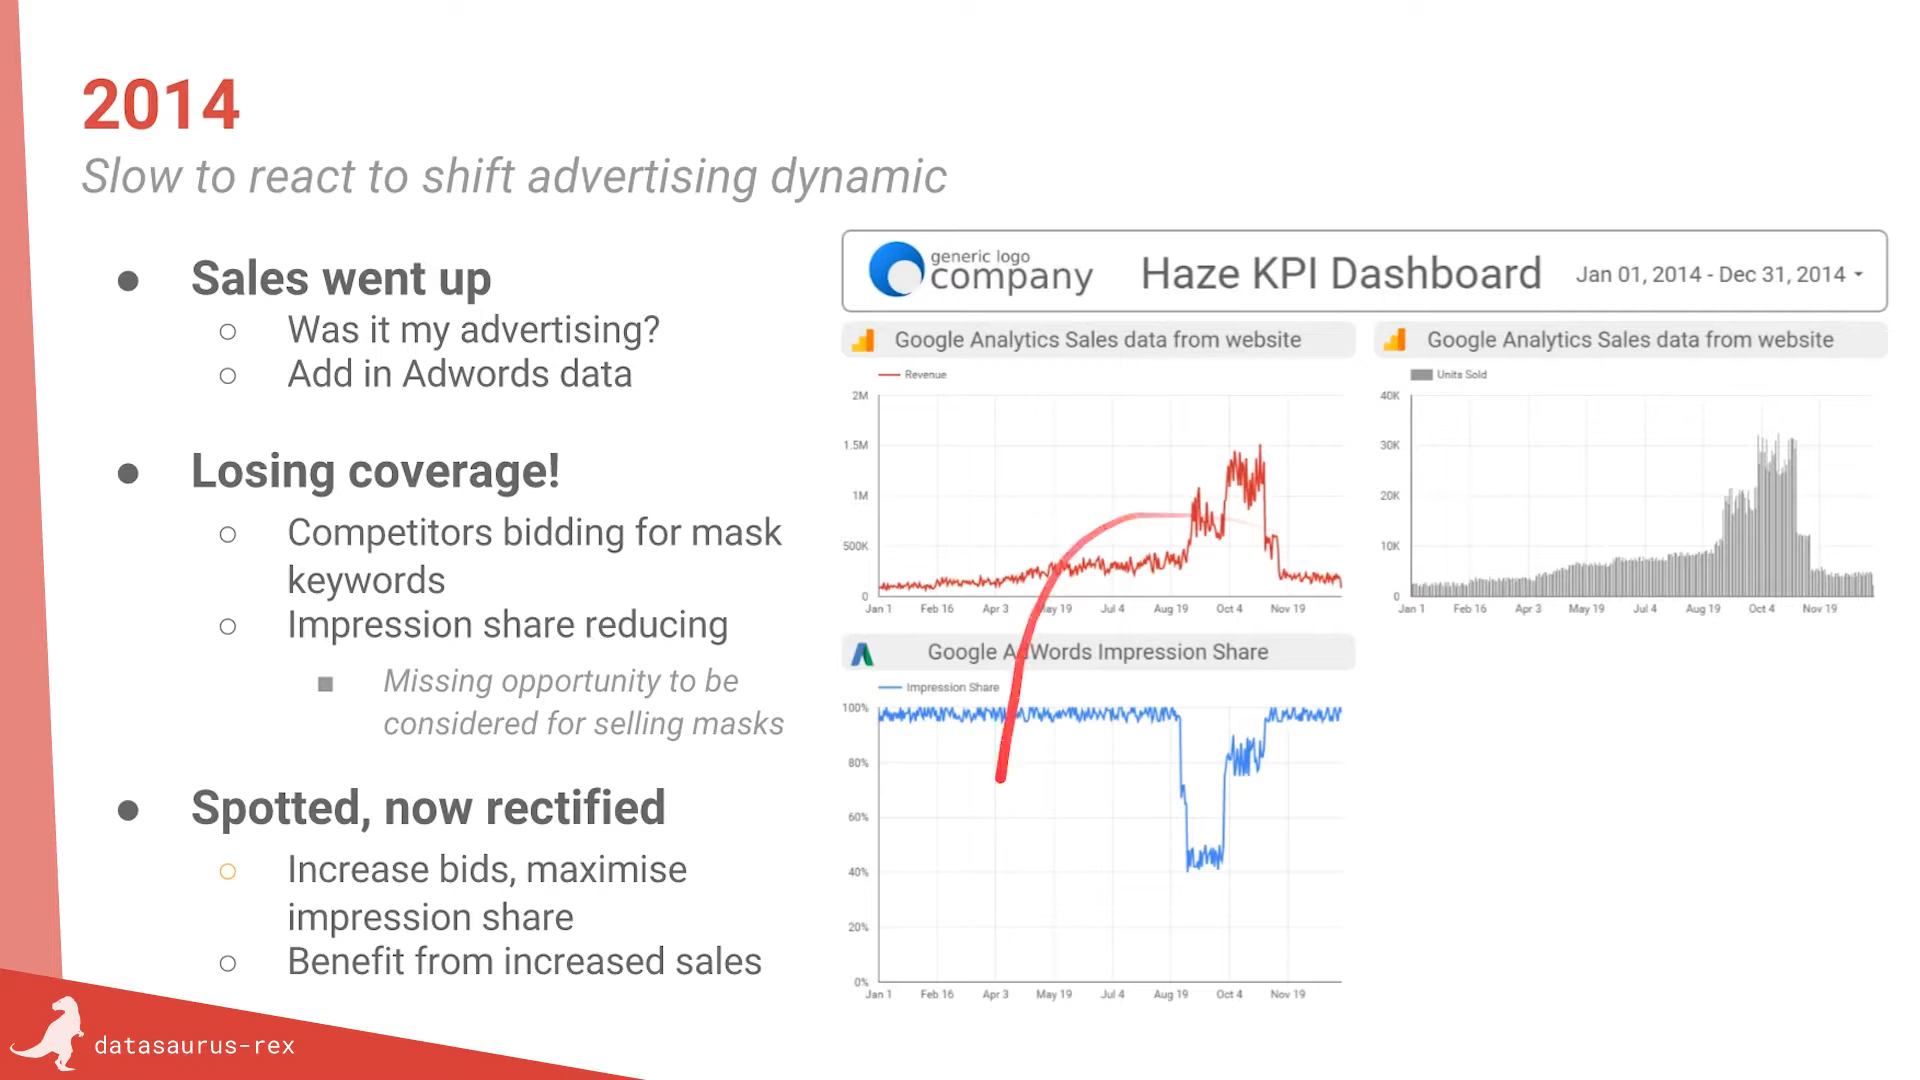 2014
Slow to react to shift advertising dynamic
● Sales went up
○ Was it my advertising?
○ Add in Adwords data
● Losing coverage!
○ Competitors bidding for mask
keywords
○ Impression share reducing
■ Missing opportunity to be
considered for selling masks
● Spotted, now rectified
○ Increase bids, maximise
impression share
○ Benefit from increased sales
datasaurus-rex
generic logo
company
Haze KPI Dashboard
Jan 01, 2014 - Dec 31, 2014
Google Analytics Sales data from website
Revenue
2M
1.5M
1M
500K
0
Jan 1 Feb 16 Apr 3 May 19 Jul 4 Aug 19 Oct 4 Nov 19
Google Analytics Sales data from website
Units Sold
40K
30K
20K
10K
0
Jan 1 Feb 16 Apr 3 May 19 Jul 4 Aug 19 Oct 4 Nov 19
Google AdWords Impression Share
Impression Share
100%
80%
60%
40%
20%
0%
Jan 1 Feb 16 Apr 3 May 19 Jul 4 Aug 19 Oct 4 Nov 19